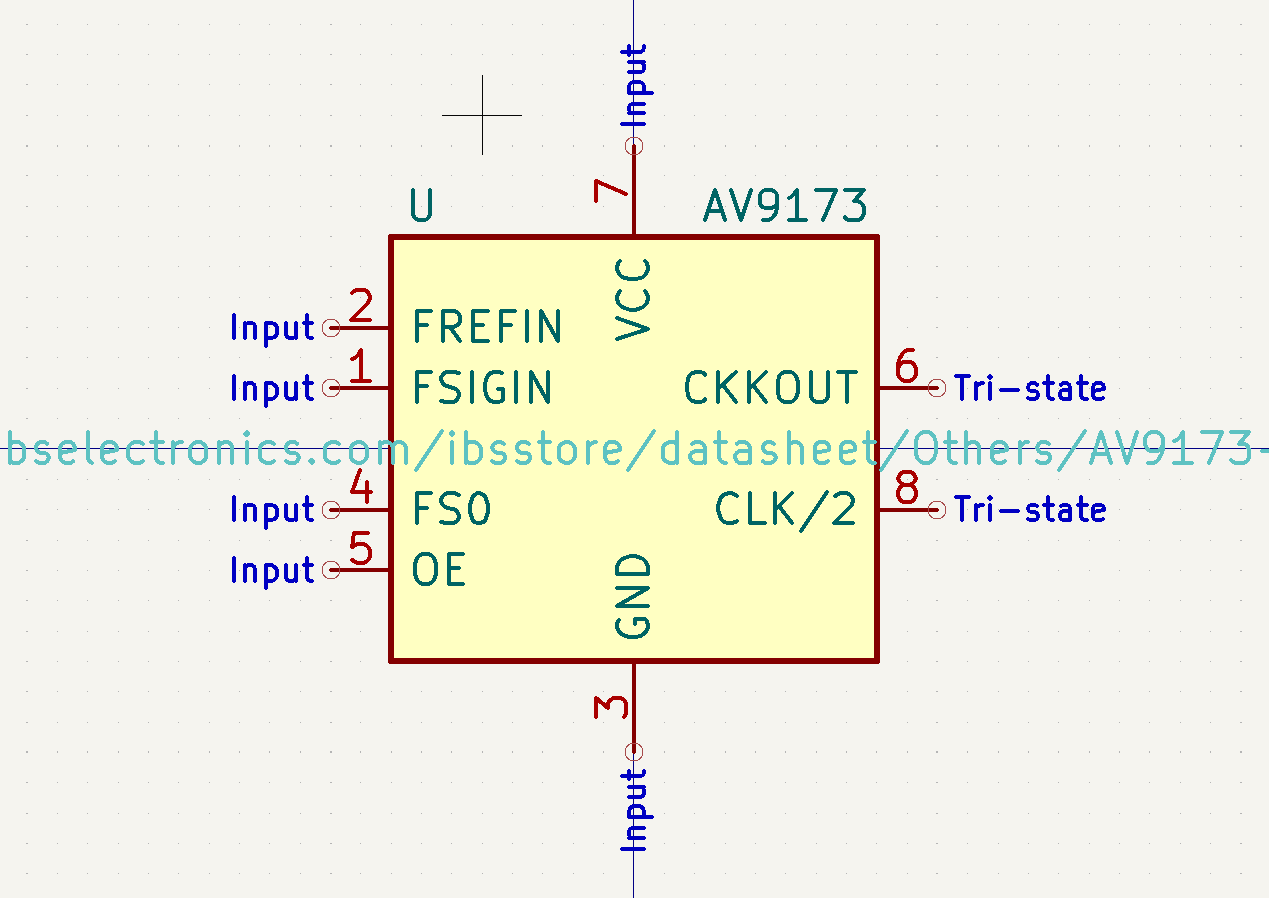 Input
7
U
AV9173
VCC
Input 2 FREFIN
Input 1 FSIGIN
CKKOUT 6 Tri-state
bselectronics.com/ibsstore/datasheet/Others/AV9173-
Input 4 FS0
CLK/2 8 Tri-state
Input 5 OE
GND
3
Input